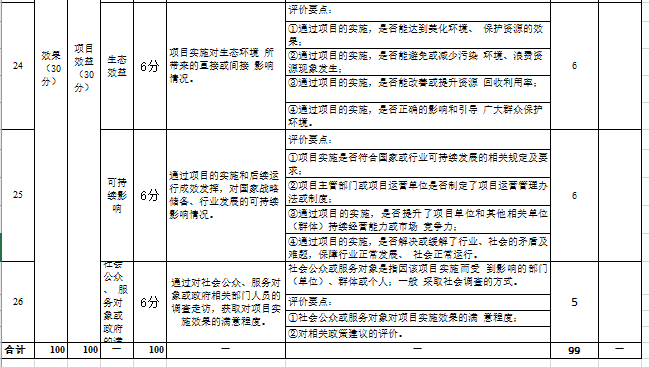 评价要点：
①通过项目的实施，是否能达到美化环境、 保护资源的效
果；
24
效果
（30
分）
项目
效益
（30
分）
生态
效益
6分
项目实施对生态环境 所
带来的直接或间接 影响
情况。
②通过项目的实施，是否能避免或减少污染 环境、浪费资
源现象发生；
③通过项目的实施，是否能改善或提升资源 回收利用率；
④通过项目的实施，是否正确的影响和引导 广大群众保护
环境。
6
评价要点：
①项目实施是否符合国家或行业可持续发展的相关规定及要
求；
25
可持
续影
响
6分
通过项目的实施和后续运
行成效发挥，对国家战略
储备、行业发展的可持续
影响情况。
②项目主管部门或项目运营单位是否制定了项目运营管理办
法或制度；
③通过项目的实施，是否提升了项目单位和其他相关单位
（群体）持续经营能力或市场 竞争力；
④通过项目的实施，是否解决或缓解了行业、社会的矛盾及
难题，保障行业正常发展、 社会正常运行。
6
26
社会
公众
、 服
务对
象或
政府
的满
6分
通过对社会公众、服务对
象或政府相关部门人员的
调查走访，获取对项目实
施效果的满意程度。
社会公众或服务对象是指因该项目实施而受 到影响的部门
（单位）、群体或个人；一般 采取社会调查的方式。
评价要点：
①社会公众或服务对象对项目实施效果的满 意程度；
②对相关政策建议的评价。
5
合计 100 100 — 100 — — 99 —